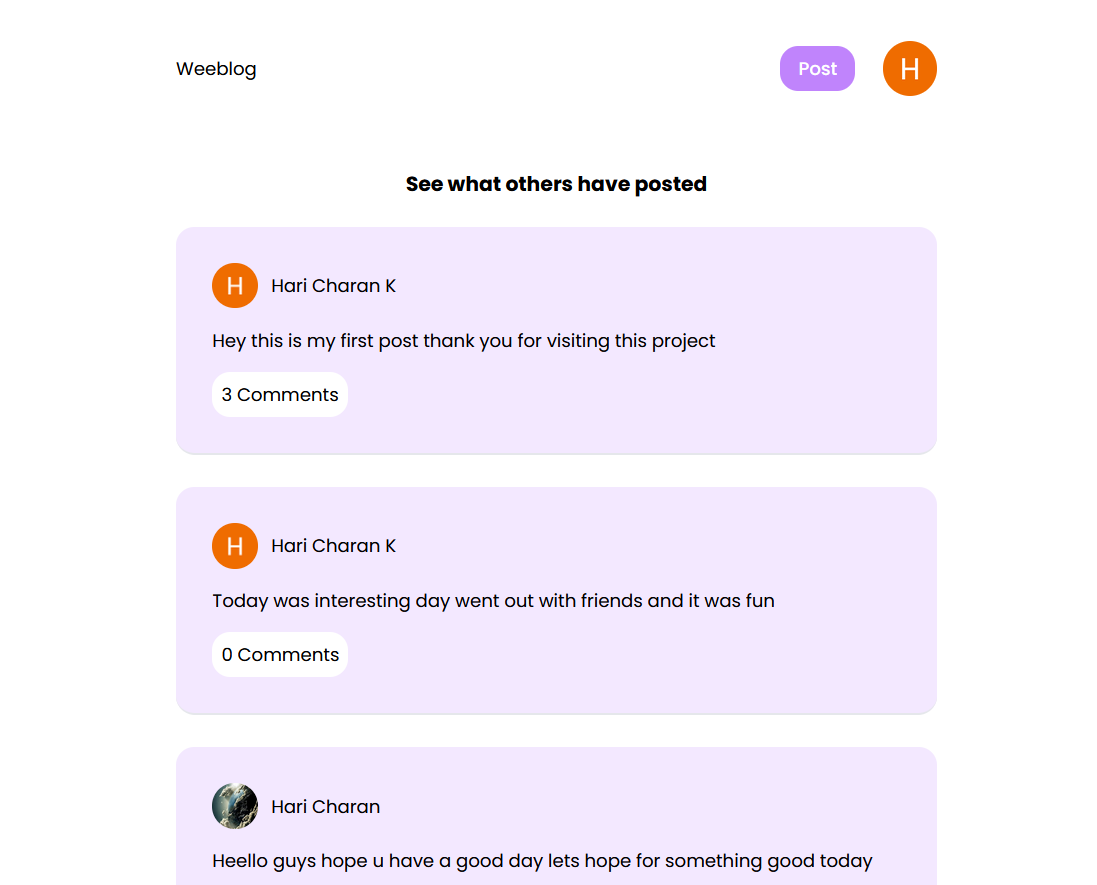 Weeblog
Post
H
See what others have posted
H
Hari Charan K
Hey this is my first post thank you for visiting this project
3 Comments
H
Hari Charan K
Today was interesting day went out with friends and it was fun
0 Comments
Hari Charan
Heello guys hope u have a good day lets hope for something good today